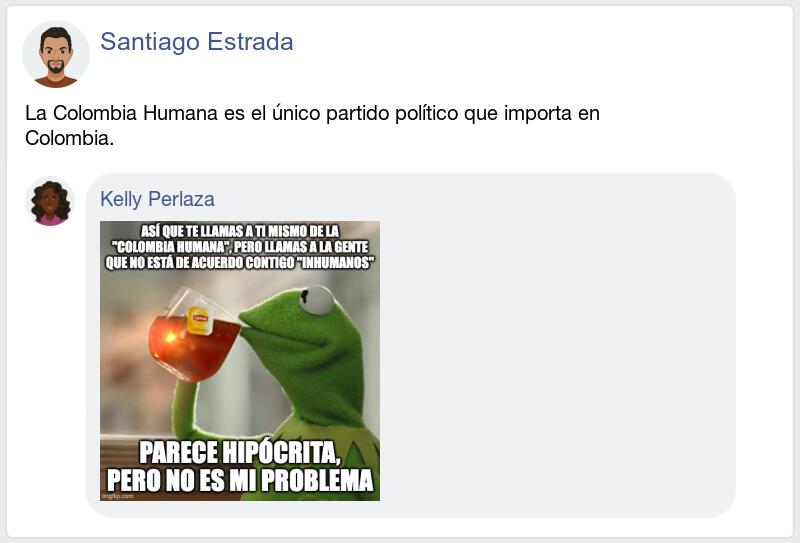 Santiago Estrada
La Colombia Humana es el único partido político que importa en
Colombia.
Kelly Perlaza
ASÍ QUE TE LLAMAS A TI MISMO DE LA
"COLOMBIA HUMANA", PERO LLAMAS A LA GENTE
QUE NO ESTÁ DE ACUERDO CONTIGO "INHUMANOS"
Lipton
PARECE HIPÓCRITA,
PERO NO ES MI PROBLEMA
imgflip.com